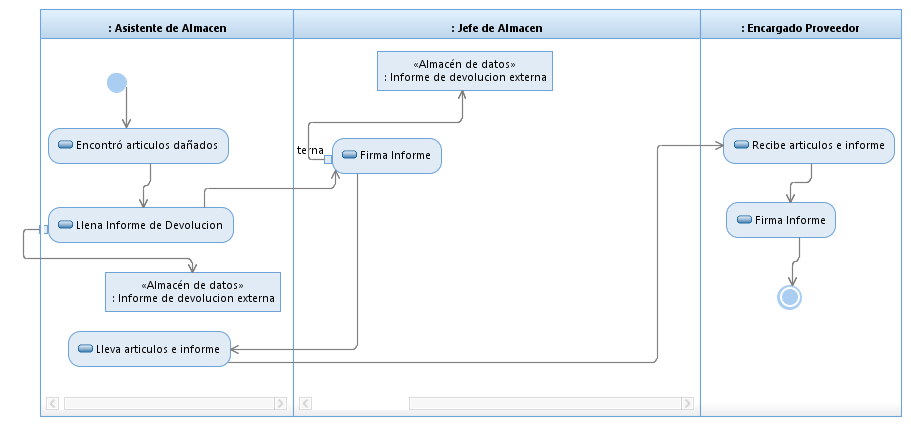 : Asistente de Almacen
: Jefe de Almacen
: Encargado Proveedor
«Almacén de datos»
: Informe de devolucion externa
Encontró articulos dañados
terna
Firma Informe
Recibe articulos e informe
Llena Informe de Devolucion
Firma Informe
«Almacén de datos»
: Informe de devolucion externa
Lleva articulos e informe